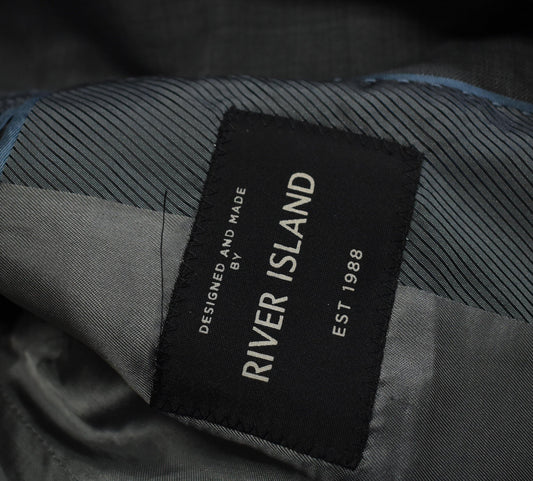 DESIGNED AND MADE
BY
RIVER ISLAND
EST 1988